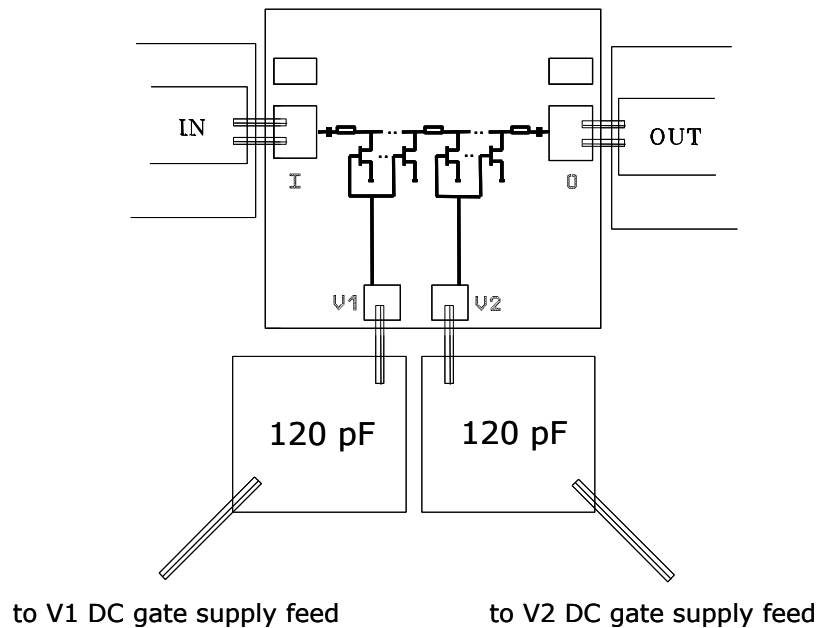 IN
OUT
I
O
V1
V2
120 pF
120 pF
to V1 DC gate supply feed
to V2 DC gate supply feed